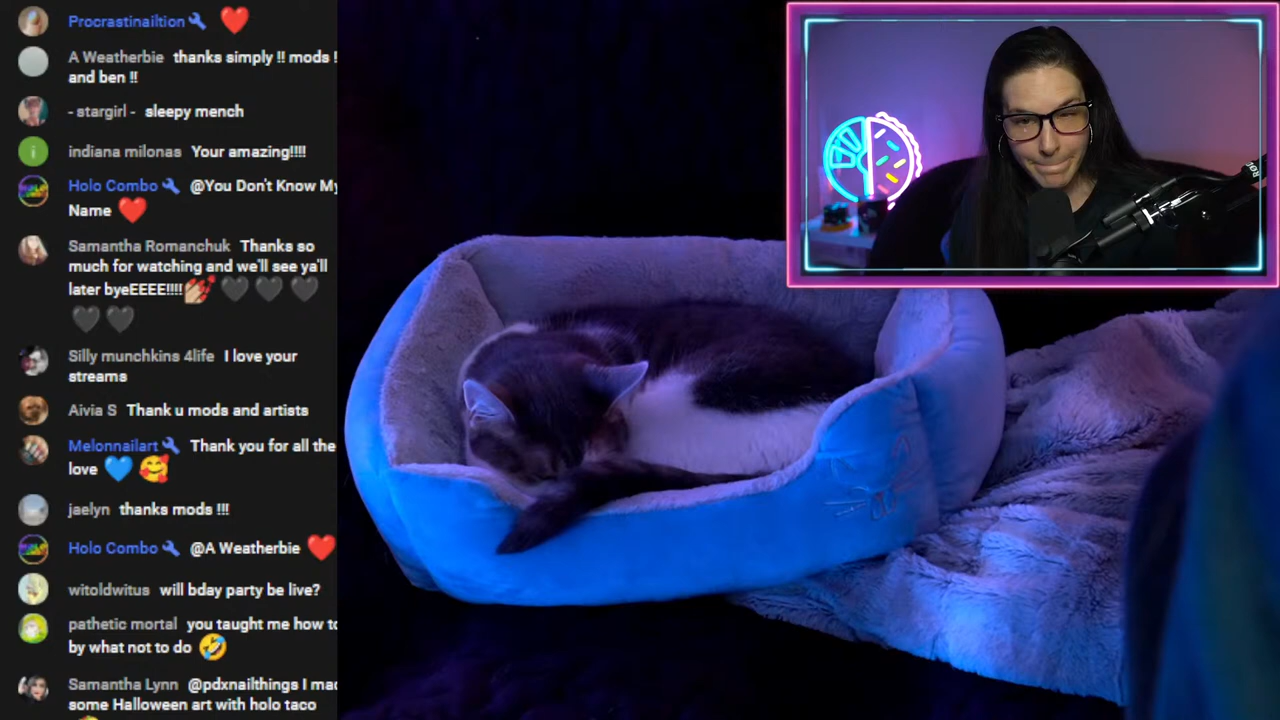 Procrastinailtion ❤️
A Weatherbie thanks simply !! mods !
and ben !!
- stargirl - sleepy mench
indiana milonas Your amazing!!!!
Holo Combo @You Don't Know My
Name ❤️
Samantha Romanchuk Thanks so
much for watching and we'll see ya'll
later byeEEEE!!!! 💅🏼 🖤 🖤 🖤
🖤 🖤
Silly munchkins 4life I love your
streams
Aivia S Thank u mods and artists
Melonnailart Thank you for all the
love 💙 🥰
jaelyn thanks mods !!!
Holo Combo @A Weatherbie ❤️
witoldwitus will bday party be live?
pathetic mortal you taught me how to
by what not to do 🤣
Samantha Lynn @pdxnailthings I mad
some Halloween art with holo taco